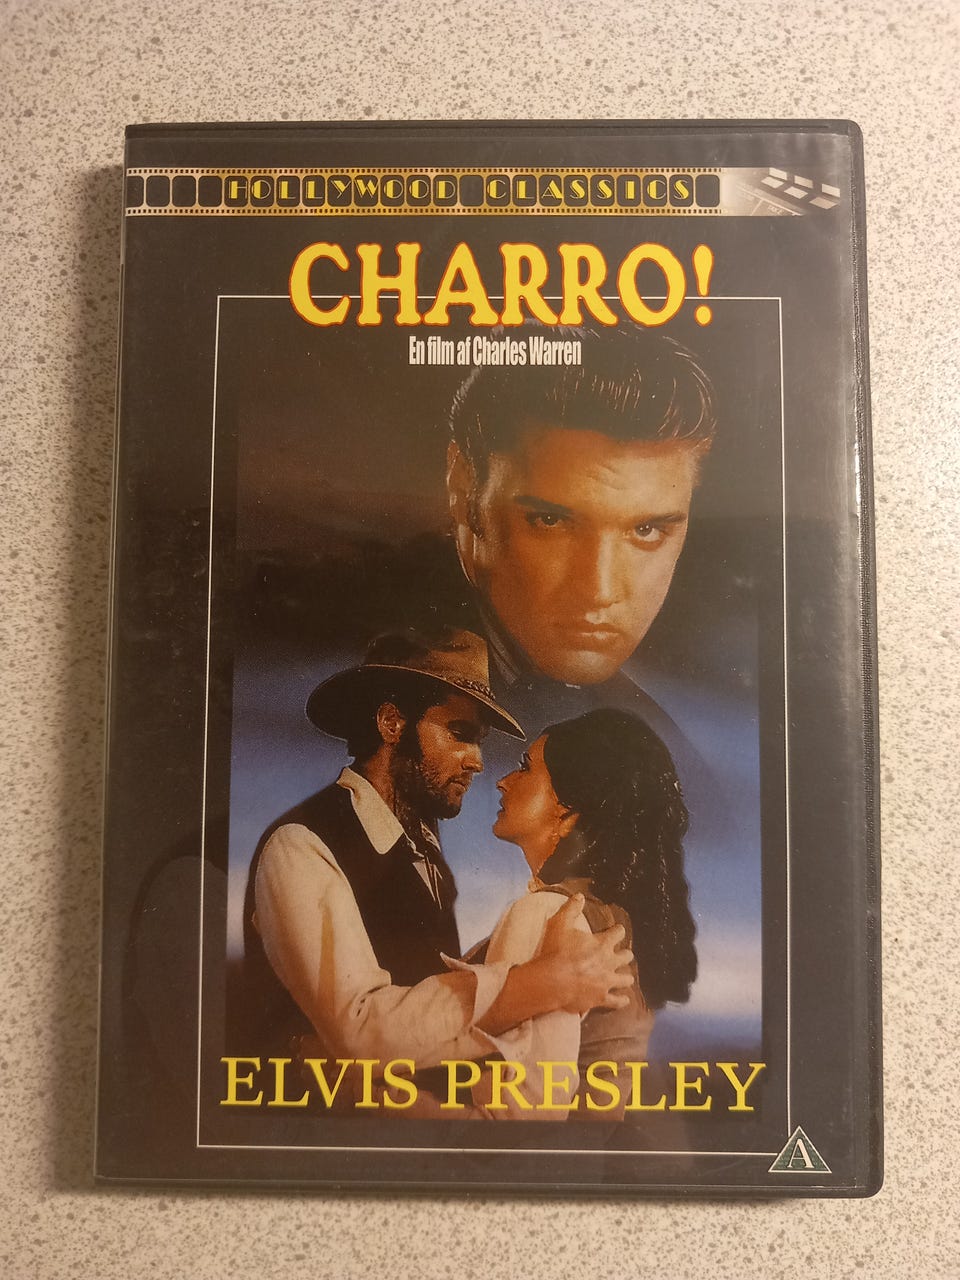 HOLLYWOOD CLASSICS
CHARRO!
En film af Charles Warren
ELVIS PRESLEY
A